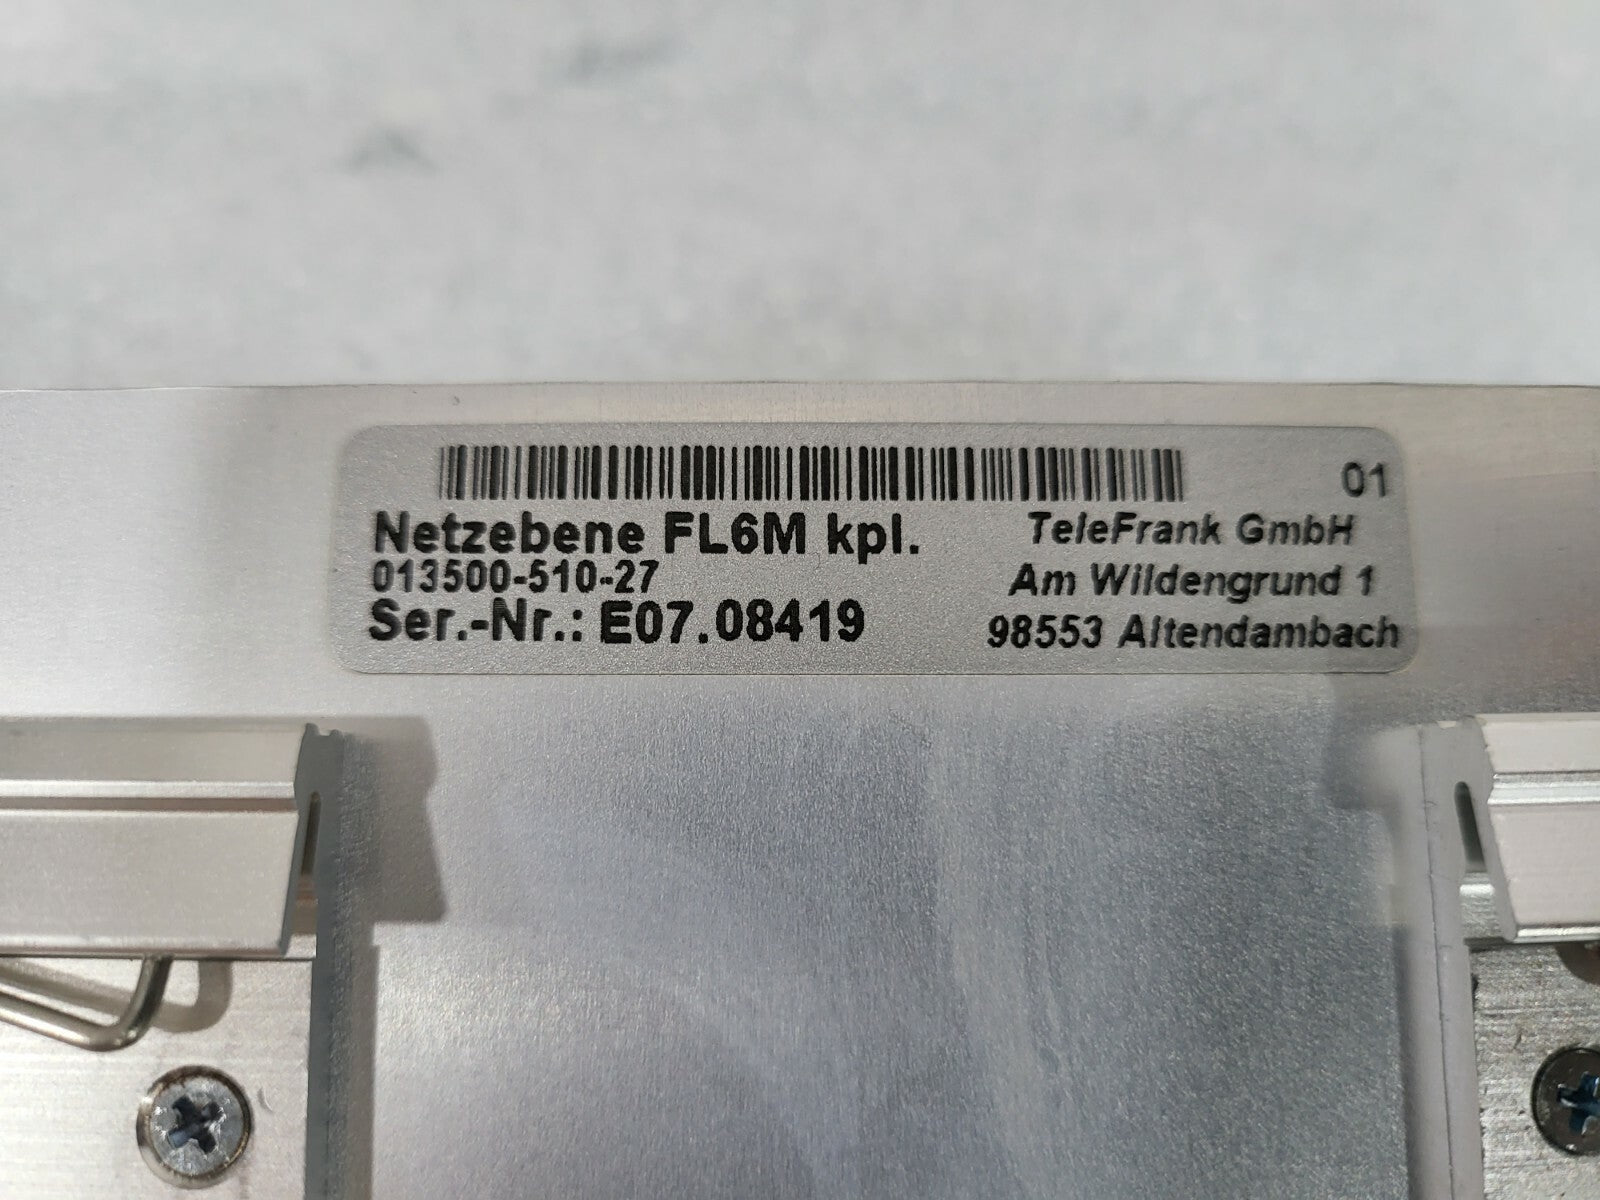 01
Netzebene FL6M kpl.
013500-510-27
Ser.-Nr.: E07.08419
TeleFrank GmbH
Am Wildengrund 1
98553 Altendambach